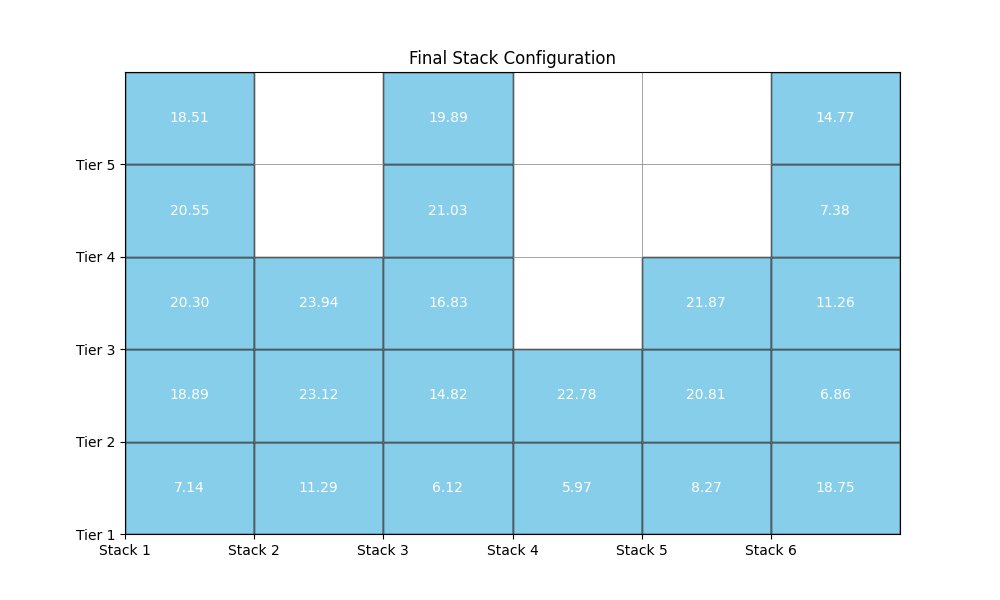 Final Stack Configuration
18.51 19.89 14.77
Tier 5
20.55 21.03 7.38
Tier 4
20.30 23.94 16.83 21.87 11.26
Tier 3
18.89 23.12 14.82 22.78 20.81 6.86
Tier 2
7.14 11.29 6.12 5.97 8.27 18.75
Tier 1
Stack 1 Stack 2 Stack 3 Stack 4 Stack 5 Stack 6